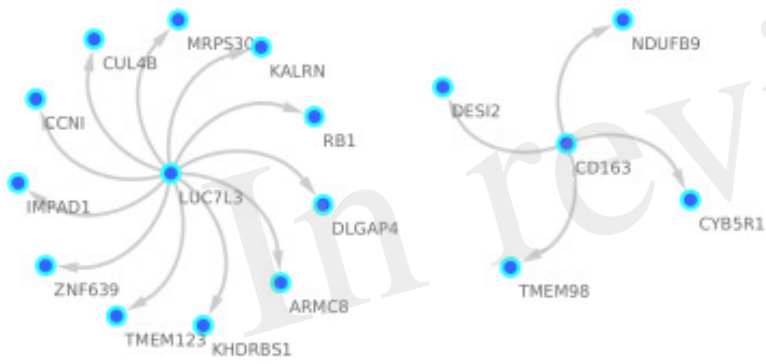 MRPS30
CUL4B
KALRN
CCNI
RB1
IMPAD1
LUC7L3
DLGAP4
ZNF639
ARMC8
TMEM123
KHDRBS1
NDUFB9
DESI2
CD163
CYB5R1
TMEM98
In rev